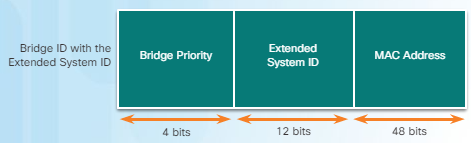 Bridge ID with the
Extended System ID
Bridge Priority
Extended
System ID
MAC Address
4 bits
12 bits
48 bits